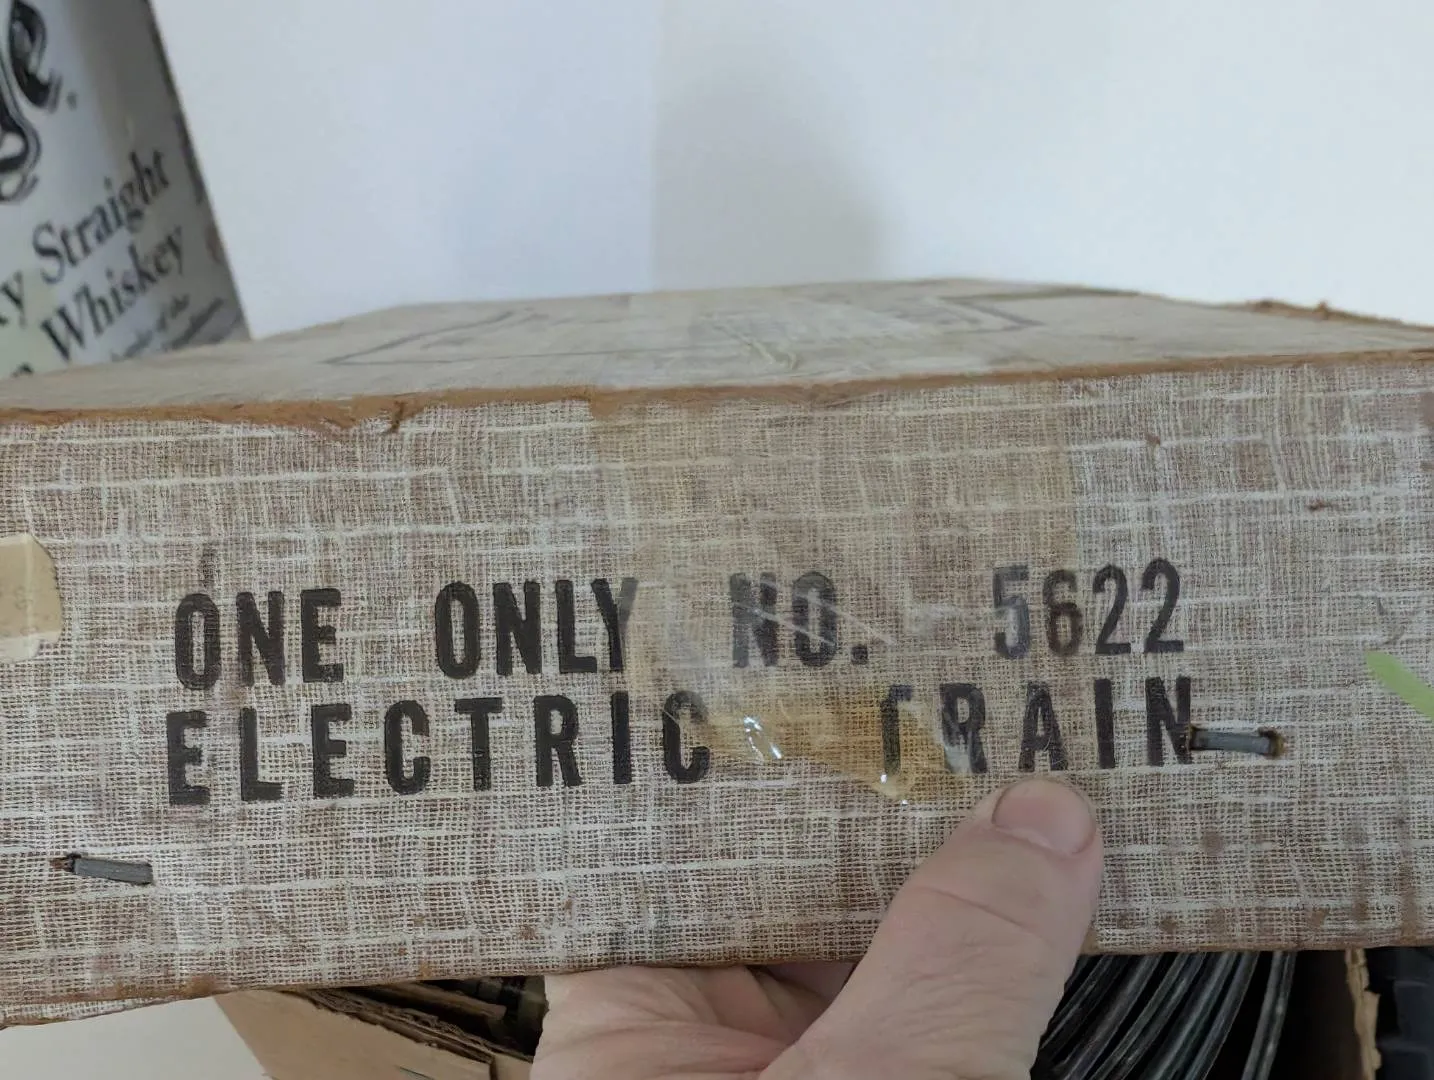 Straight
Whiskey
ONE ONLY NO. 5622
ELECTRIC TRAIN